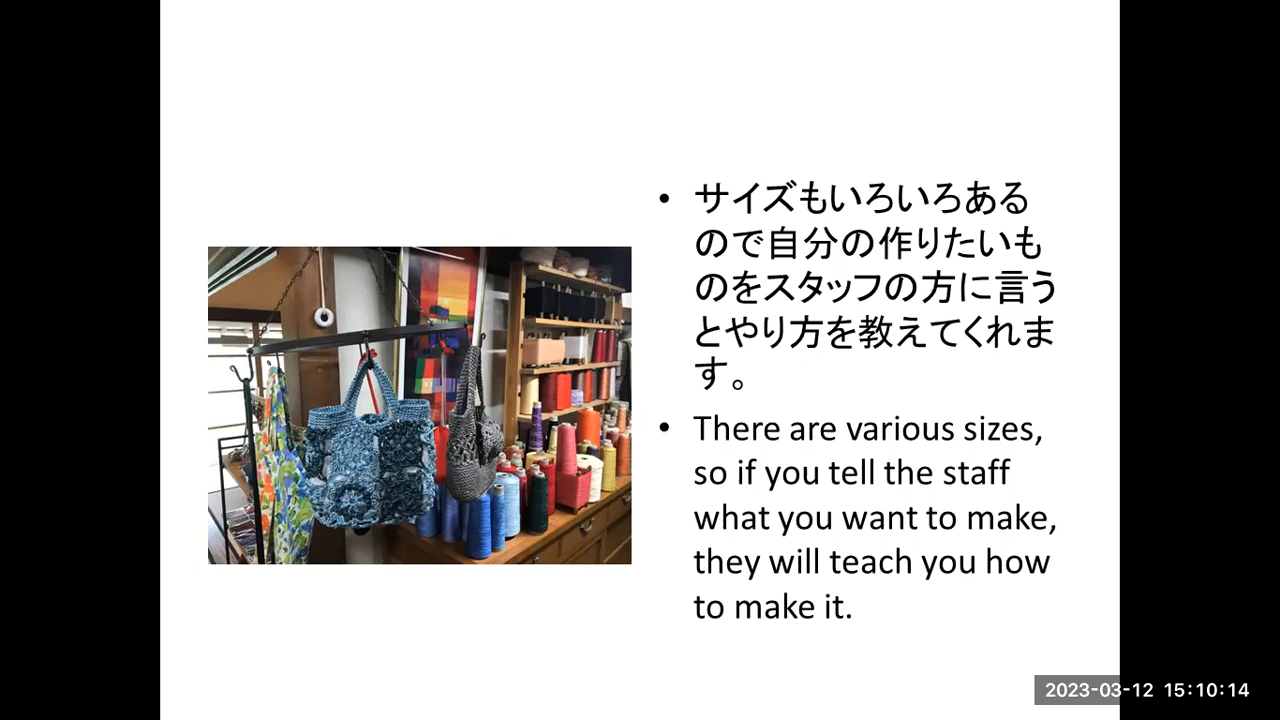 • サイズもいろいろある
ので自分の作りたいも
のをスタッフの方に言う
とやり方を教えてくれま
す。
• There are various sizes,
so if you tell the staff
what you want to make,
they will teach you how
to make it.
2023-03-12 15:10:14